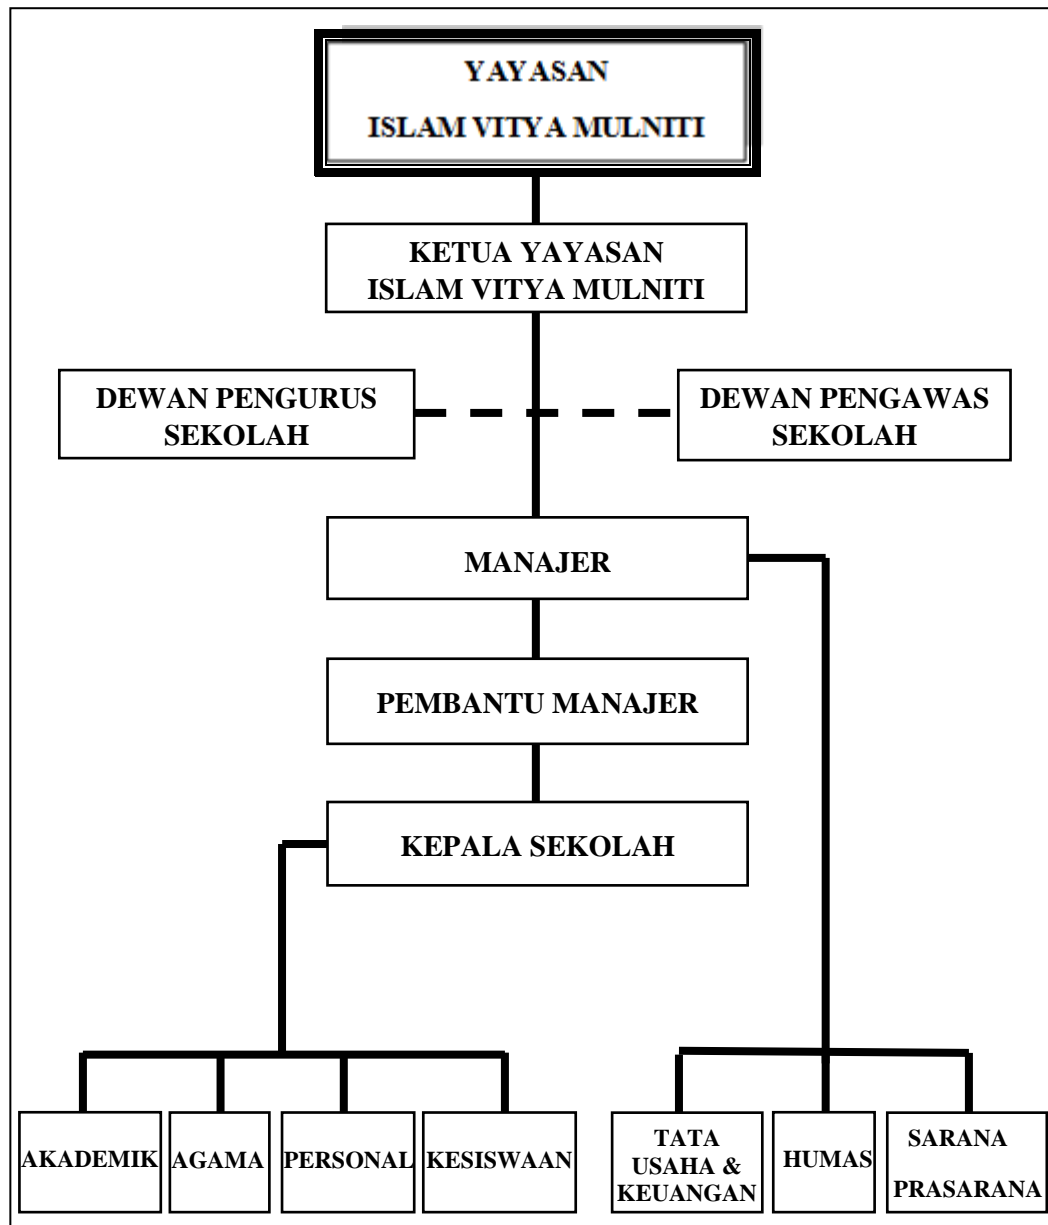 YAYASAN
ISLAM VITYA MULNITI
KETUA YAYASAN
ISLAM VITYA MULNITI
DEWAN PENGURUS
SEKOLAH
DEWAN PENGAWAS
SEKOLAH
MANAJER
PEMBANTU MANAJER
KEPALA SEKOLAH
AKADEMIK
AGAMA
PERSONAL
KESISWAAN
TATA
USAHA &
KEUANGAN
HUMAS
SARANA
PRASARANA